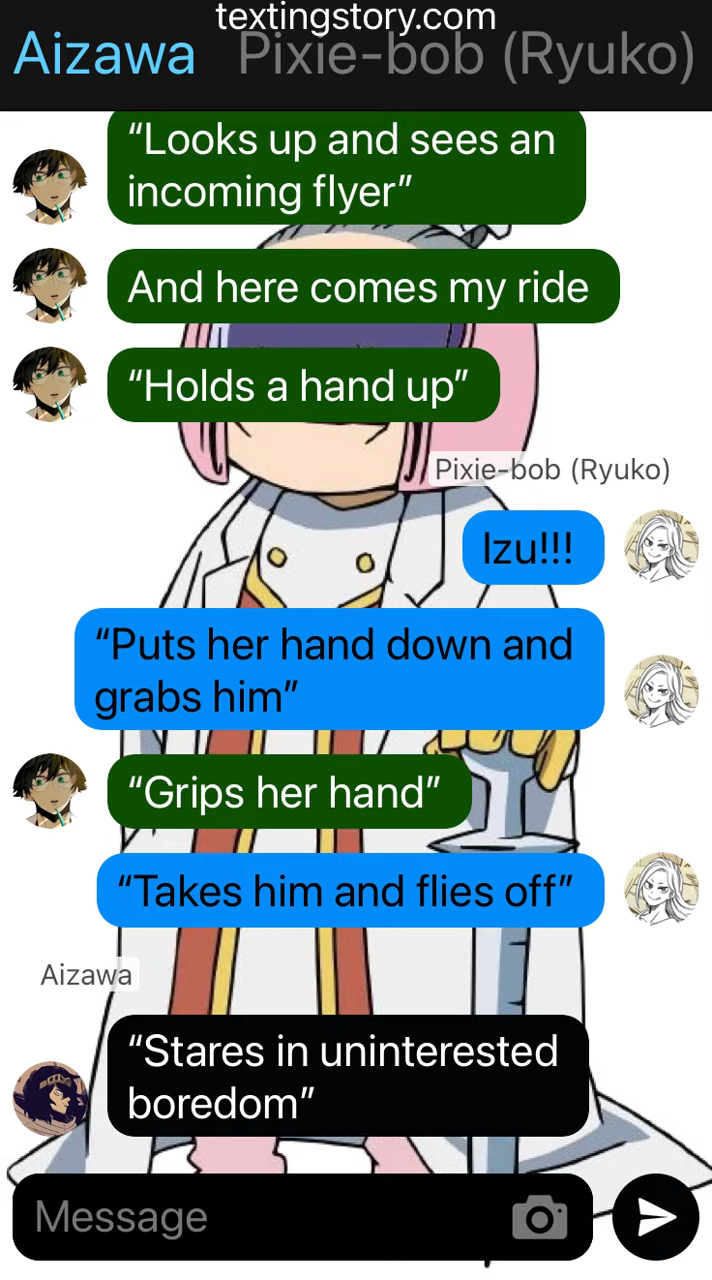 textingstory.com
Aizawa Pixie-bob (Ryuko)
“Looks up and sees an
incoming flyer”
And here comes my ride
“Holds a hand up”
Pixie-bob (Ryuko)
Izu!!!
“Puts her hand down and
grabs him”
“Grips her hand”
“Takes him and flies off”
Aizawa
“Stares in uninterested
boredom”
Message